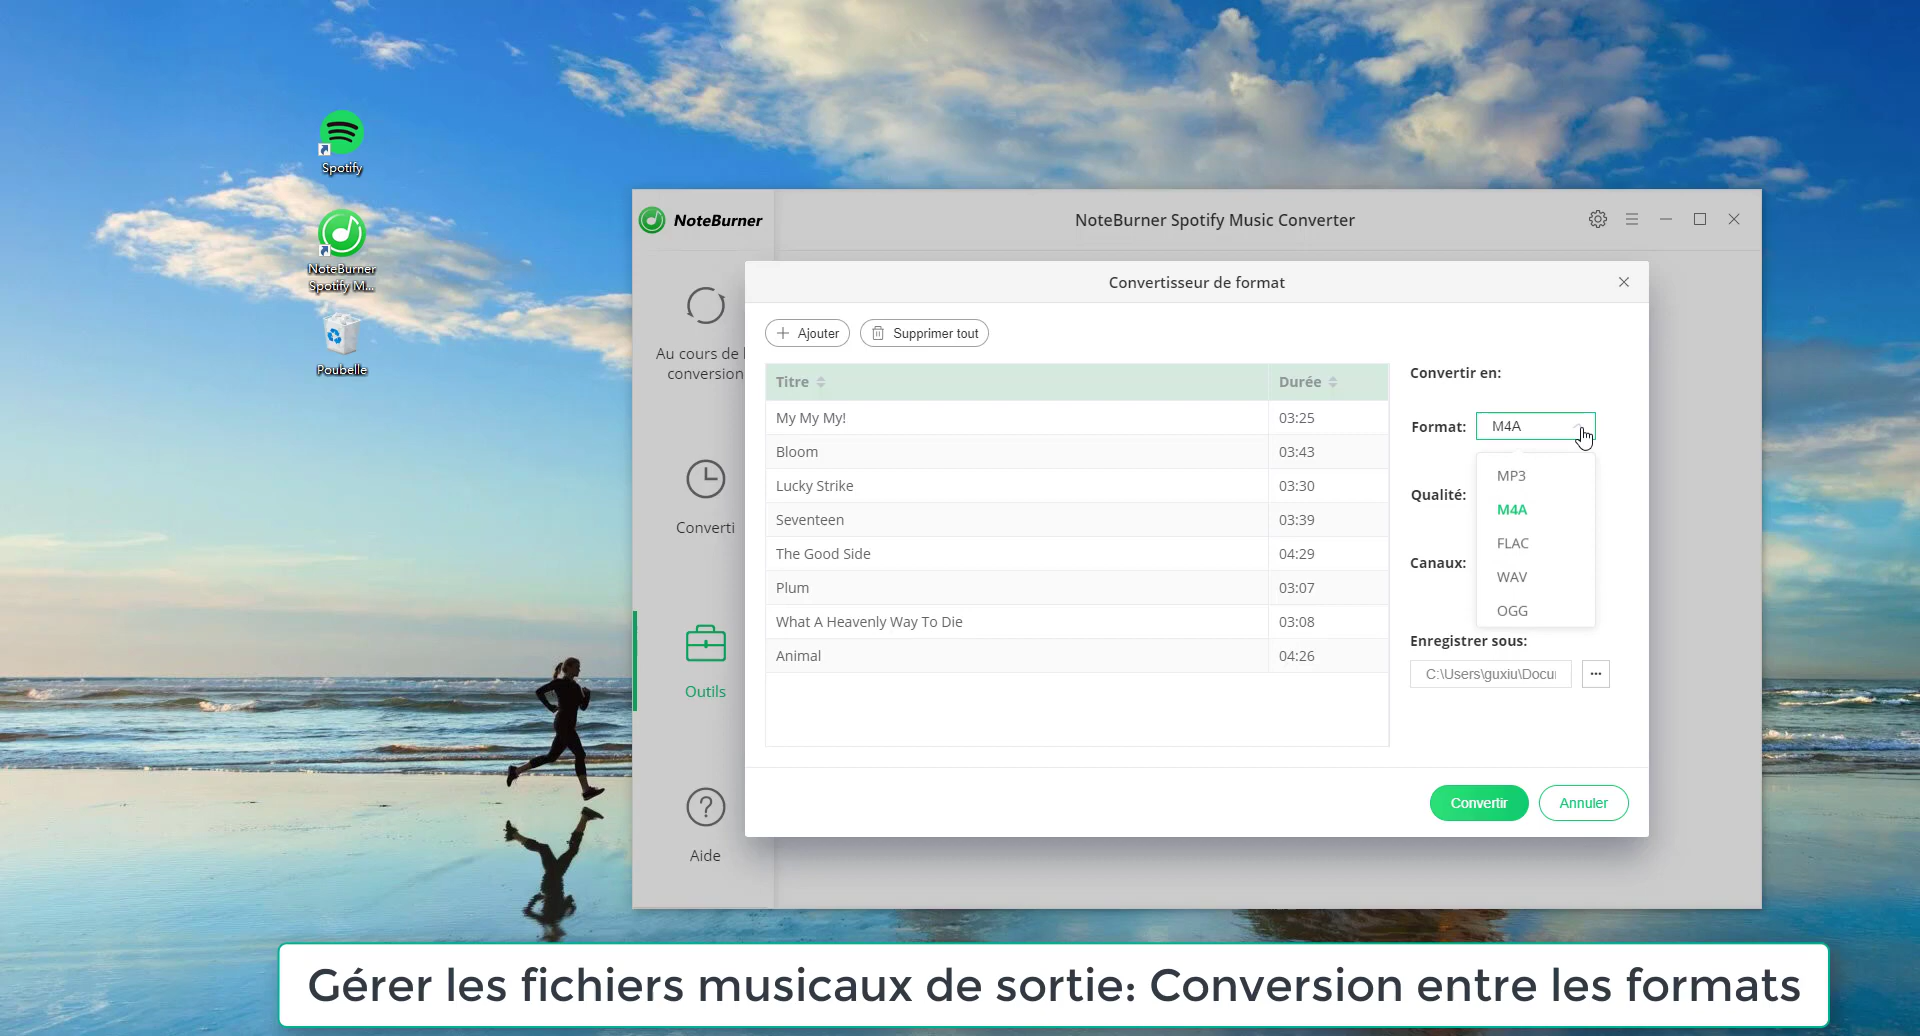 Spotify
NoteBurner
Spotify M...
Poubelle
NoteBurner
NoteBurner Spotify Music Converter
Au cours de
conversion
Converti
Outils
Aide
Convertisseur de format
Ajouter
Supprimer tout
Titre Durée
My My My! 03:25
Bloom 03:43
Lucky Strike 03:30
Seventeen 03:39
The Good Side 04:29
Plum 03:07
What A Heavenly Way To Die 03:08
Animal 04:26
Convertir en:
Format: M4A
MP3
M4A
FLAC
WAV
OGG
Qualité:
Canaux:
Enregistrer sous:
C:\Users\guxiu\Docu
...
Convertir
Annuler
Gérer les fichiers musicaux de sortie: Conversion entre les formats